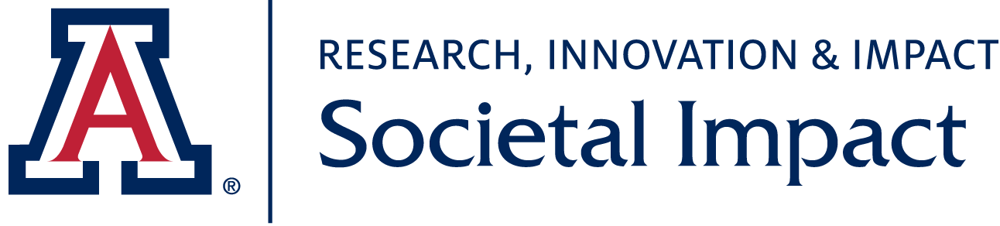 A®
RESEARCH, INNOVATION & IMPACT
Societal Impact